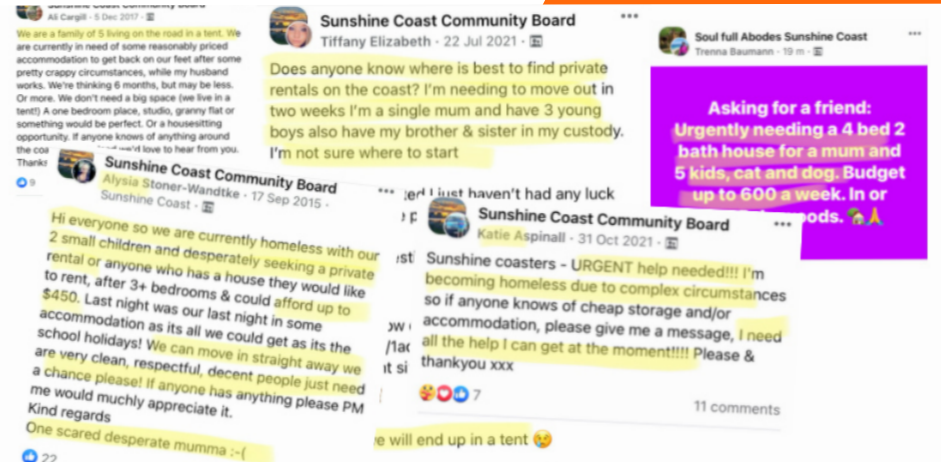 Ali Cargill · 5 Dec 2017 ·
We are a family of 5 living on the road in a tent. We
are currently in need of some reasonably priced
accommodation to get back on our feet after some
pretty crappy circumstances, while my husband
works. We're thinking 6 months, but may be less.
Or more. We don't need a big space (we live in a
tent!) A one bedroom place, studio, granny flat or
something would be perfect. Or a housesitting
opportunity. If anyone knows of anything around
the coa we'd love to hear from you.
Thanks
9
Sunshine Coast Community Board
Tiffany Elizabeth · 22 Jul 2021 ·
Does anyone know where is best to find private
rentals on the coast? I'm needing to move out in
two weeks I'm a single mum and have 3 young
boys also have my brother & sister in my custody.
I'm not sure where to start
Soul full Abodes Sunshine Coast
Trenna Baumann · 19 m ·
Asking for a friend:
Urgently needing a 4 bed 2
bath house for a mum and
5 kids, cat and dog. Budget
up to 600 a week. In or
oods.
Sunshine Coast Community Board
Alysia Stoner-Wandtke · 17 Sep 2015 ·
Sunshine Coast ·
Hi everyone so we are currently homeless with our
2 small children and desperately seeking a private
rental or anyone who has a house they would like
to rent, after 3+ bedrooms & could afford up to
$450. Last night was our last night in some
accommodation as its all we could get as its the
school holidays! We can move in straight away we
are very clean, respectful, decent people just need
a chance please! If anyone has anything please PM
me would muchly appreciate it.
Kind regards
One scared desperate mumma :-(
22
I just haven't had any luck
Sunshine Coast Community Board
Katie Aspinall · 31 Oct 2021 ·
Sunshine coasters - URGENT help needed!!! I'm
becoming homeless due to complex circumstances
so if anyone knows of cheap storage and/or
accommodation, please give me a message, I need
all the help I can get at the moment!!!! Please &
thankyou xxx
7
11 comments
e will end up in a tent